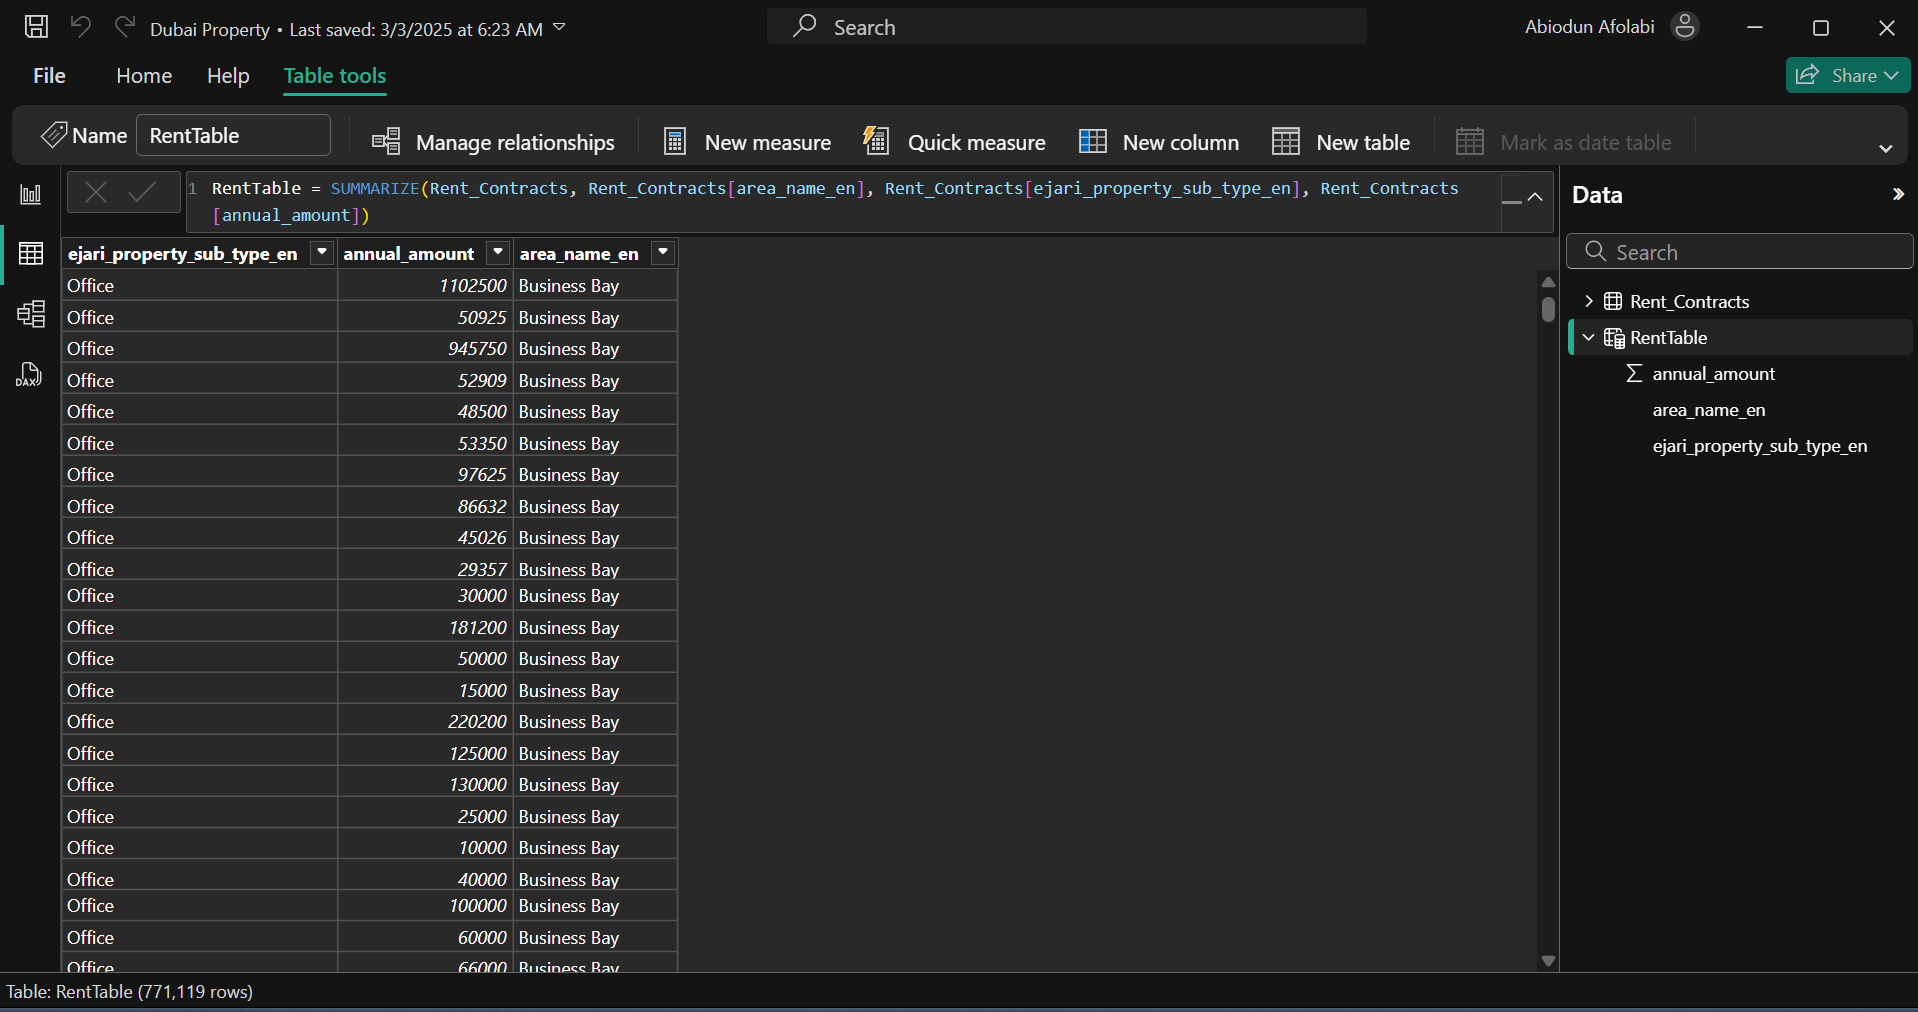 Dubai Property • Last saved: 3/3/2025 at 6:23 AM
Search
Abiodun Afolabi
File Home Help Table tools
Share
Name RentTable Manage relationships New measure Quick measure New column New table Mark as date table
1 RentTable = SUMMARIZE(Rent_Contracts, Rent_Contracts[area_name_en], Rent_Contracts[ejari_property_sub_type_en], Rent_Contracts
[annual_amount])
ejari_property_sub_type_en annual_amount area_name_en
Office 1102500 Business Bay
Office 50925 Business Bay
Office 945750 Business Bay
Office 52909 Business Bay
Office 48500 Business Bay
Office 53350 Business Bay
Office 97625 Business Bay
Office 86632 Business Bay
Office 45026 Business Bay
Office 29357 Business Bay
Office 30000 Business Bay
Office 181200 Business Bay
Office 50000 Business Bay
Office 15000 Business Bay
Office 220200 Business Bay
Office 125000 Business Bay
Office 130000 Business Bay
Office 25000 Business Bay
Office 10000 Business Bay
Office 40000 Business Bay
Office 100000 Business Bay
Office 60000 Business Bay
Office 66000 Business Bay
DAX
Data
Search
Rent_Contracts
RentTable
∑ annual_amount
area_name_en
ejari_property_sub_type_en
Table: RentTable (771,119 rows)